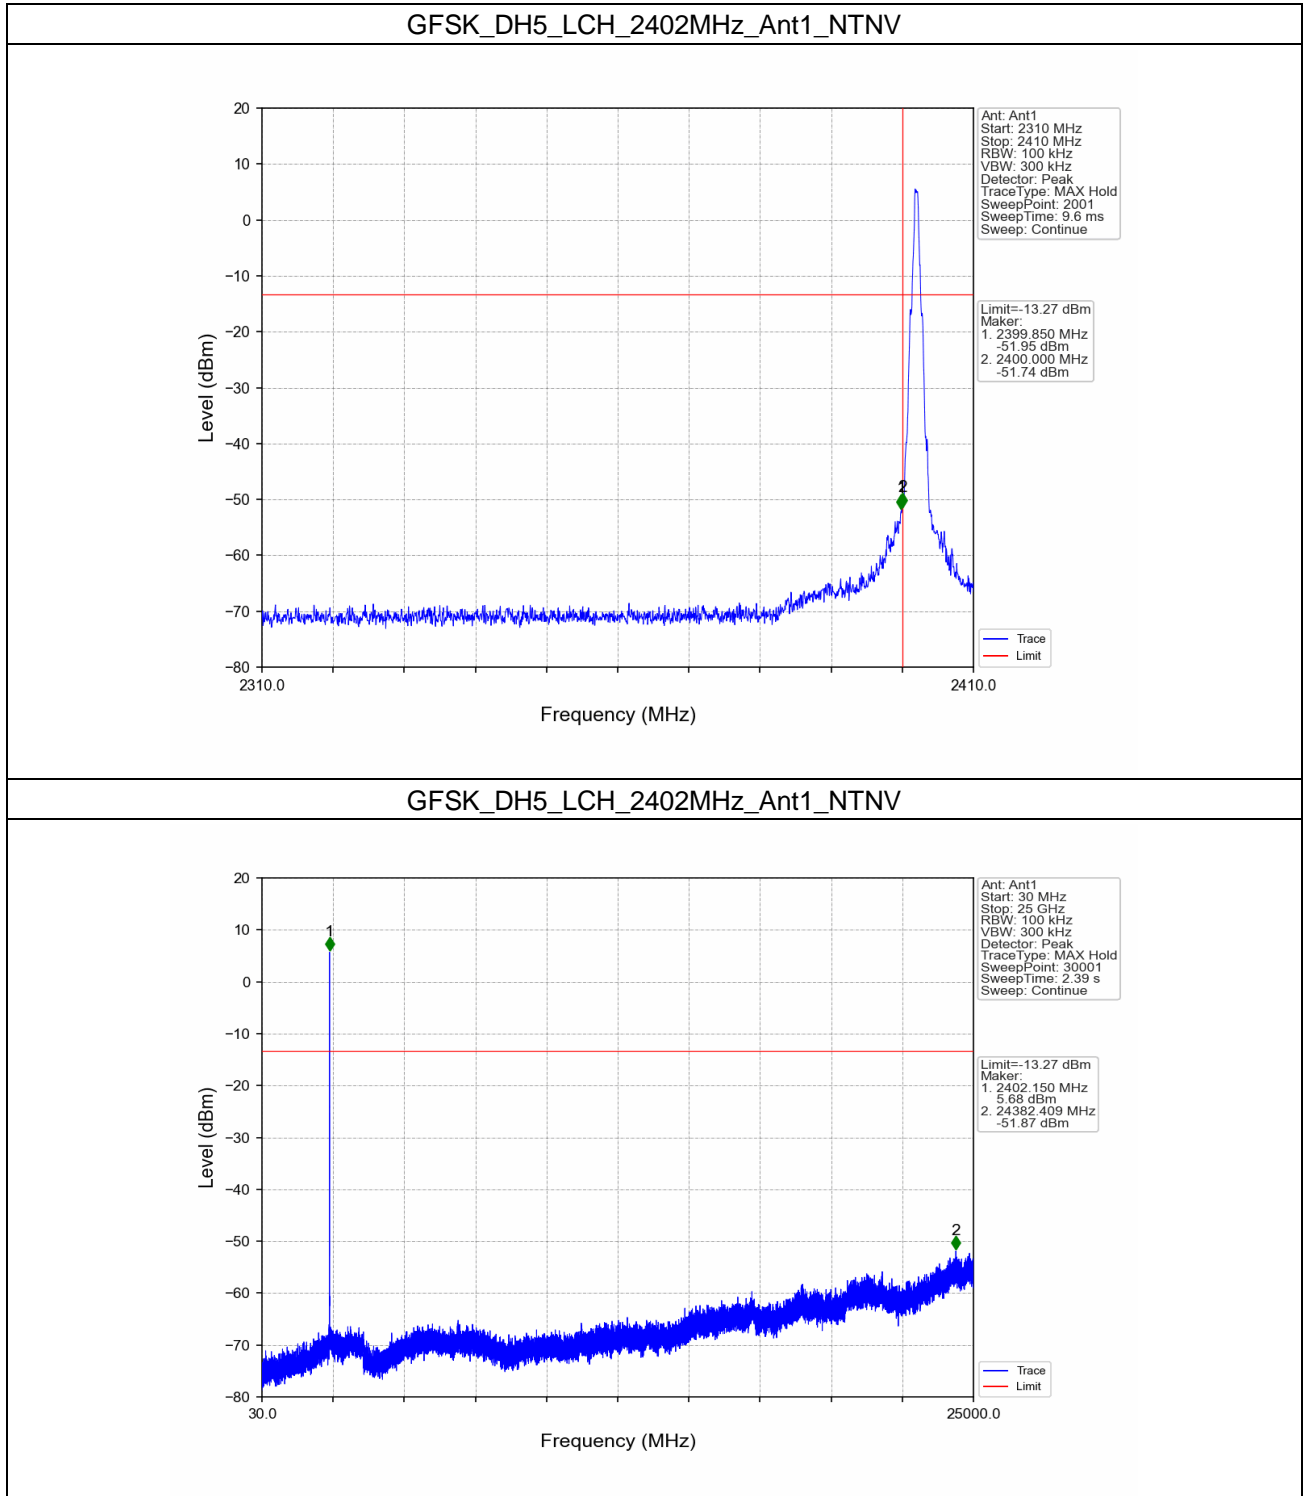 GFSK_DH5_LCH_2402MHz_Ant1_NTNV
20
10
0
−10
−20
−30
−40
−50
−60
−70
−80
Level (dBm)
2310.0
2410.0
Frequency (MHz)
1
2
Ant: Ant1
Start: 2310 MHz
Stop: 2410 MHz
RBW: 100 kHz
VBW: 300 kHz
Detector: Peak
TraceType: MAX Hold
SweepPoint: 2001
SweepTime: 9.6 ms
Sweep: Continue
Limit=-13.27 dBm
Maker:
1. 2399.850 MHz
-51.95 dBm
2. 2400.000 MHz
-51.74 dBm
Trace
Limit
GFSK_DH5_LCH_2402MHz_Ant1_NTNV
20
10
0
−10
−20
−30
−40
−50
−60
−70
−80
Level (dBm)
30.0
25000.0
Frequency (MHz)
1
2
Ant: Ant1
Start: 30 MHz
Stop: 25 GHz
RBW: 100 kHz
VBW: 300 kHz
Detector: Peak
TraceType: MAX Hold
SweepPoint: 30001
SweepTime: 2.39 s
Sweep: Continue
Limit=-13.27 dBm
Maker:
1. 2402.150 MHz
5.68 dBm
2. 24382.409 MHz
-51.87 dBm
Trace
Limit